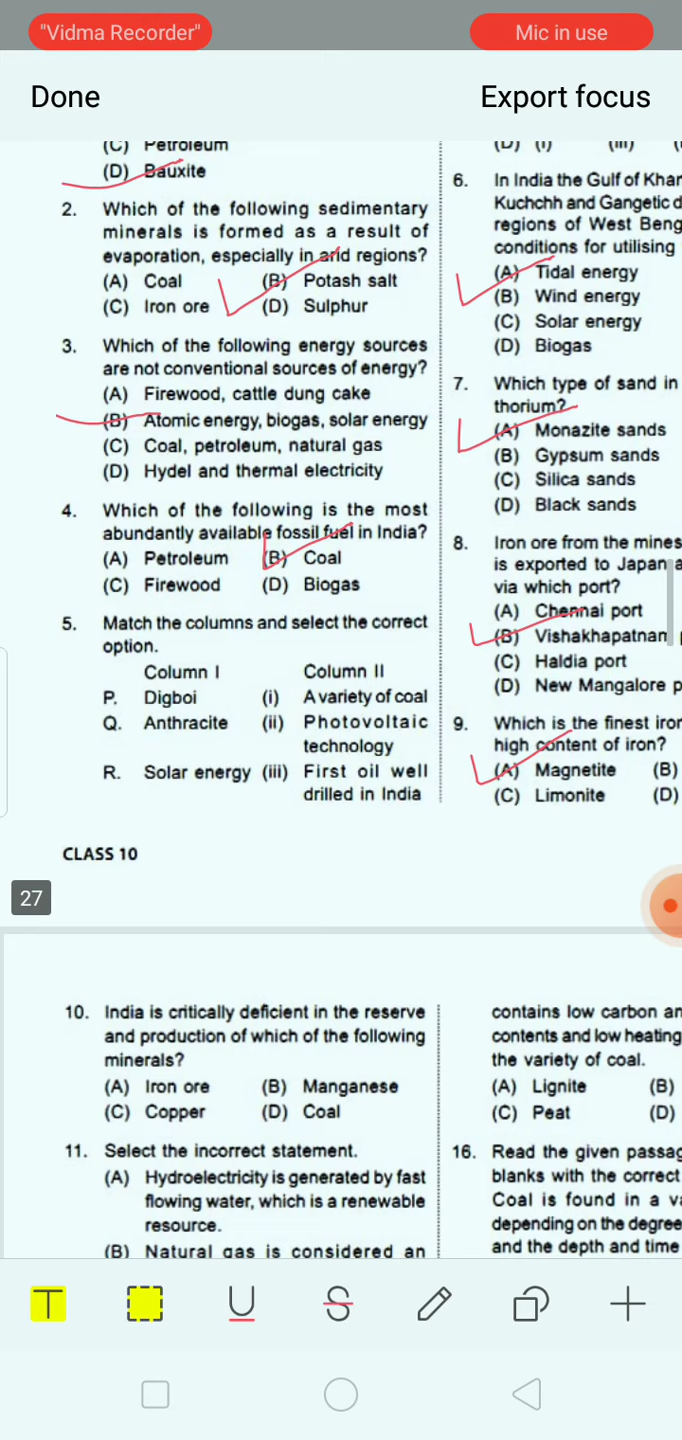 "Vidma Recorder"
Mic in use
Done
Export focus
(C) Petroleum
(D) Bauxite
2. Which of the following sedimentary
minerals is formed as a result of
evaporation, especially in arid regions?
(A) Coal (B) Potash salt
(C) Iron ore (D) Sulphur
3. Which of the following energy sources
are not conventional sources of energy?
(A) Firewood, cattle dung cake
(B) Atomic energy, biogas, solar energy
(C) Coal, petroleum, natural gas
(D) Hydel and thermal electricity
4. Which of the following is the most
abundantly available fossil fuel in India?
(A) Petroleum (B) Coal
(C) Firewood (D) Biogas
5. Match the columns and select the correct
option.
Column I Column II
P. Digboi (i) A variety of coal
Q. Anthracite (ii) Photovoltaic
technology
R. Solar energy (iii) First oil well
drilled in India
(D) (i) (iii)
6. In India the Gulf of
Kuchchh and Gangetic
regions of West
conditions for utilising
(A) Tidal energy
(B) Wind energy
(C) Solar energy
(D) Biogas
7. Which type of sand in
thorium?
(A) Monazite sands
(B) Gypsum sands
(C) Silica sands
(D) Black sands
8. Iron ore from the mines
is exported to Japan
via which port?
(A) Chennai port
(B) Vishakhapatnam
(C) Haldia port
(D) New Mangalore
9. Which is the finest
high content of iron?
(A) Magnetite (B)
(C) Limonite (D)
CLASS 10
27
10. India is critically deficient in the reserve
and production of which of the following
minerals?
(A) Iron ore (B) Manganese
(C) Copper (D) Coal
11. Select the incorrect statement.
(A) Hydroelectricity is generated by fast
flowing water, which is a renewable
resource.
(B) Natural gas is considered an
contains low carbon
contents and low heating
the variety of coal.
(A) Lignite (B)
(C) Peat (D)
16. Read the given
blanks with the correct
Coal is found in a
depending on the degree
and the depth and time
T
U
S